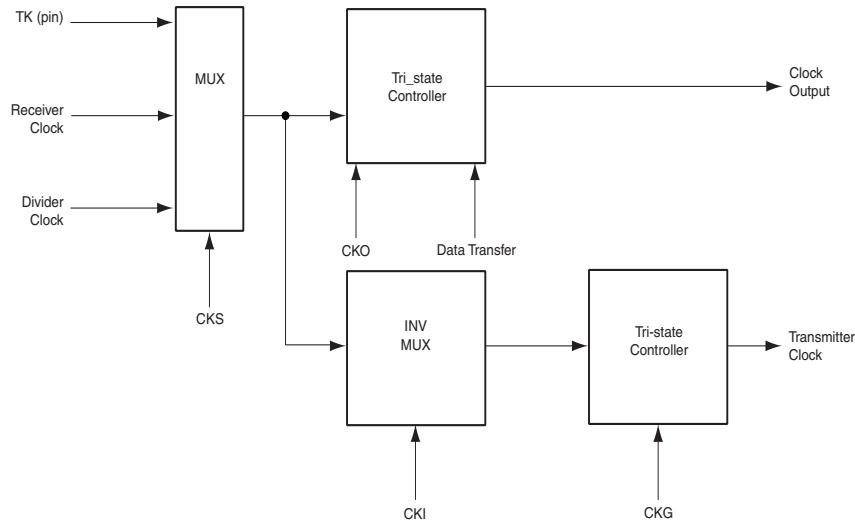 TK (pin)
MUX
Tri_state
Controller
Clock
Output
Receiver
Clock
Divider
Clock
CKO
Data Transfer
CKS
INV
MUX
Tri-state
Controller
Transmitter
Clock
CKI
CKG